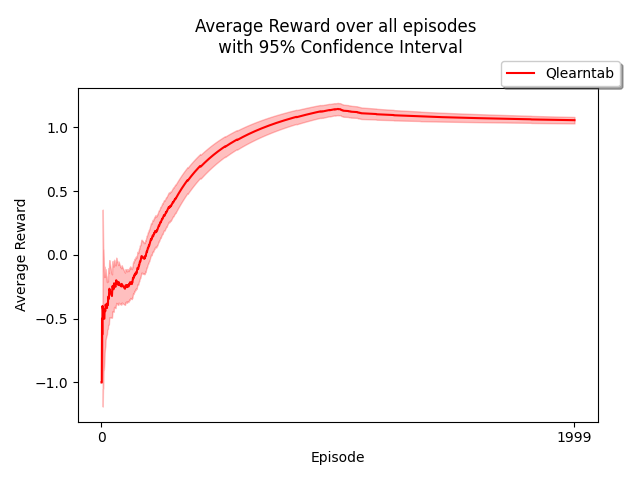 Average Reward over all episodes
with 95% Confidence Interval
Qlearntab
1.0
0.5
0.0
−0.5
−1.0
Average Reward
0
1999
Episode